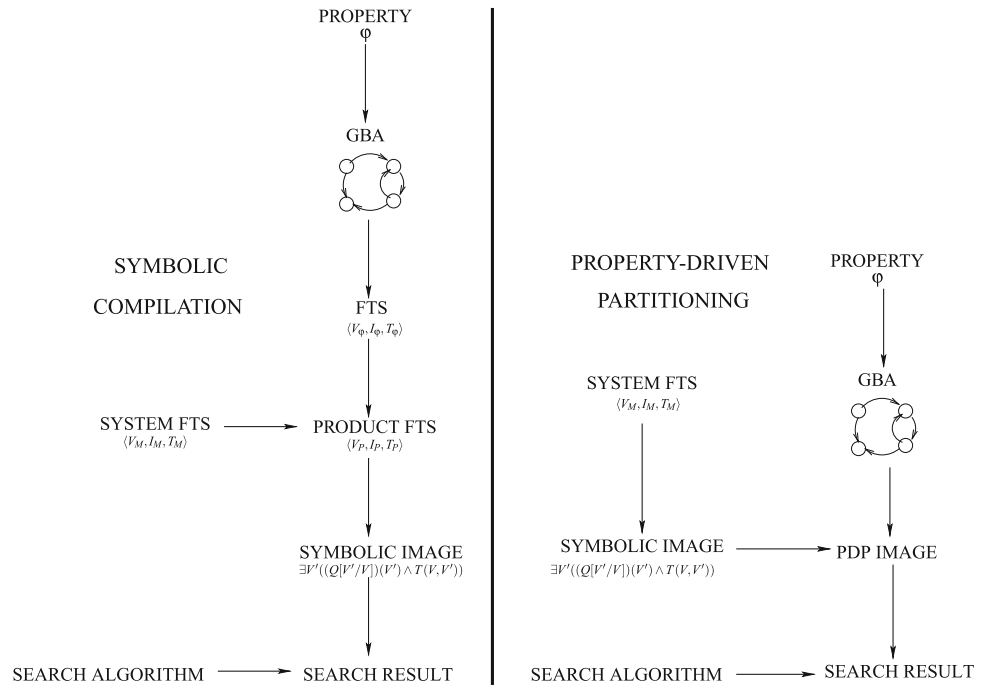 PROPERTY
φ
GBA
SYMBOLIC
COMPILATION
FTS
⟨V_φ, I_φ, T_φ⟩
SYSTEM FTS
⟨V_M, I_M, T_M⟩
PRODUCT FTS
⟨V_P, I_P, T_P⟩
SYMBOLIC IMAGE
∃V′((Q[V′/V])(V′) ∧ T(V,V′))
SEARCH ALGORITHM
SEARCH RESULT
PROPERTY-DRIVEN
PARTITIONING
PROPERTY
φ
SYSTEM FTS
⟨V_M, I_M, T_M⟩
GBA
SYMBOLIC IMAGE
∃V′((Q[V′/V])(V′) ∧ T(V,V′))
PDP IMAGE
SEARCH ALGORITHM
SEARCH RESULT